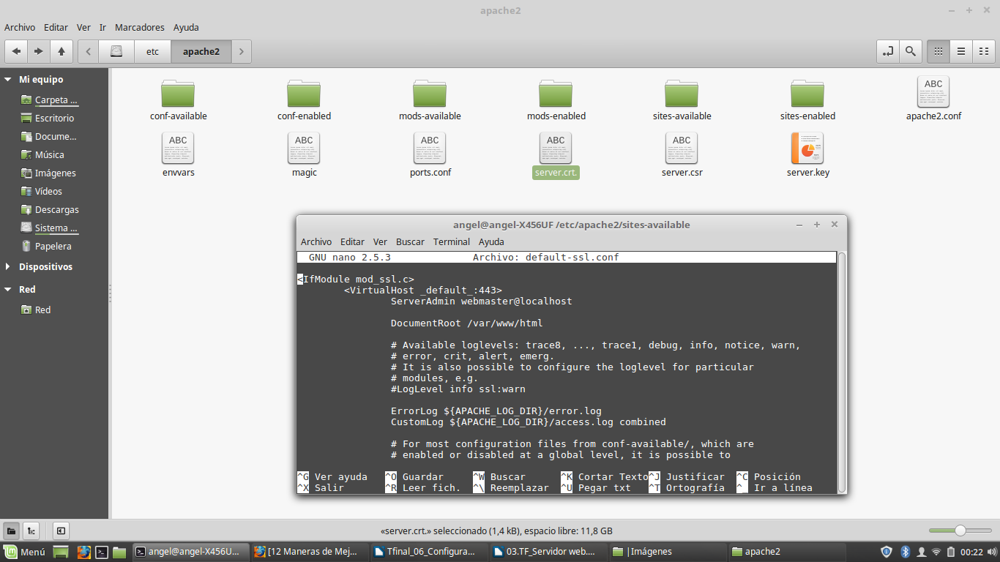 apache2
Archivo Editar Ver Ir Marcadores Ayuda
etc apache2
Mi equipo
Carpeta ...
Escritorio
Docume...
Música
Imágenes
Vídeos
Descargas
Sistema ...
Papelera
Dispositivos
Red
Red
conf-available conf-enabled mods-available mods-enabled sites-available sites-enabled apache2.conf
envvars magic ports.conf server.crt. server.csr server.key
angel@angel-X456UF /etc/apache2/sites-available
Archivo Editar Ver Buscar Terminal Ayuda
GNU nano 2.5.3 Archivo: default-ssl.conf
<IfModule mod_ssl.c>
<VirtualHost _default_:443>
ServerAdmin webmaster@localhost
DocumentRoot /var/www/html
# Available loglevels: trace8, ..., trace1, debug, info, notice, warn,
# error, crit, alert, emerg.
# It is also possible to configure the loglevel for particular
# modules, e.g.
#LogLevel info ssl:warn
ErrorLog ${APACHE_LOG_DIR}/error.log
CustomLog ${APACHE_LOG_DIR}/access.log combined
# For most configuration files from conf-available/, which are
# enabled or disabled at a global level, it is possible to
^G Ver ayuda ^O Guardar ^W Buscar ^K Cortar Texto ^J Justificar ^C Posición
^X Salir ^R Leer fich. ^\ Reemplazar ^U Pegar txt ^T Ortografía ^_ Ir a línea
«server.crt.» seleccionado (1,4 kB), espacio libre: 11,8 GB
Menú angel@angel-X456U... [12 Maneras de Mej... Tfinal_06_Configura... 03.TF_Servidor web.... Imágenes apache2 00:22